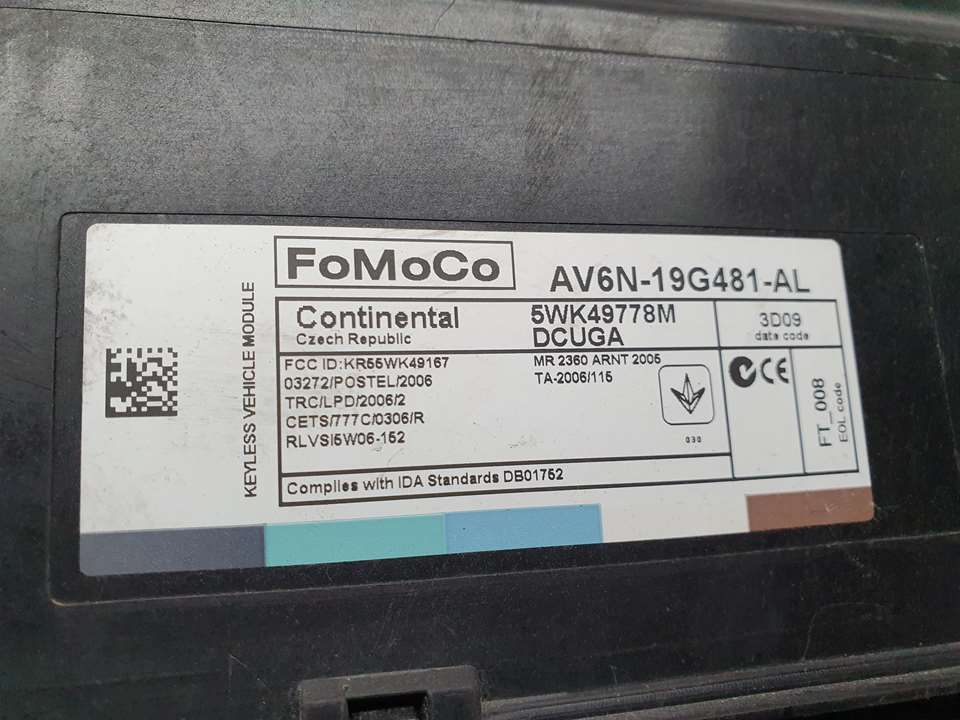 FoMoCo
AV6N-19G481-AL
Continental
Czech Republic
5WK49778M
DCUGA
3D09
date code
KEYLESS VEHICLE MODULE
FCC ID:KR55WK49167
03272/POSTEL/2006
TRC/LPD/2006/2
CETS/777C/0306/R
RLVSI5W06-152
MR 2360 ARNT 2005
TA-2006/115
030
CE
FT_008
EOL code
Complies with IDA Standards DB01752